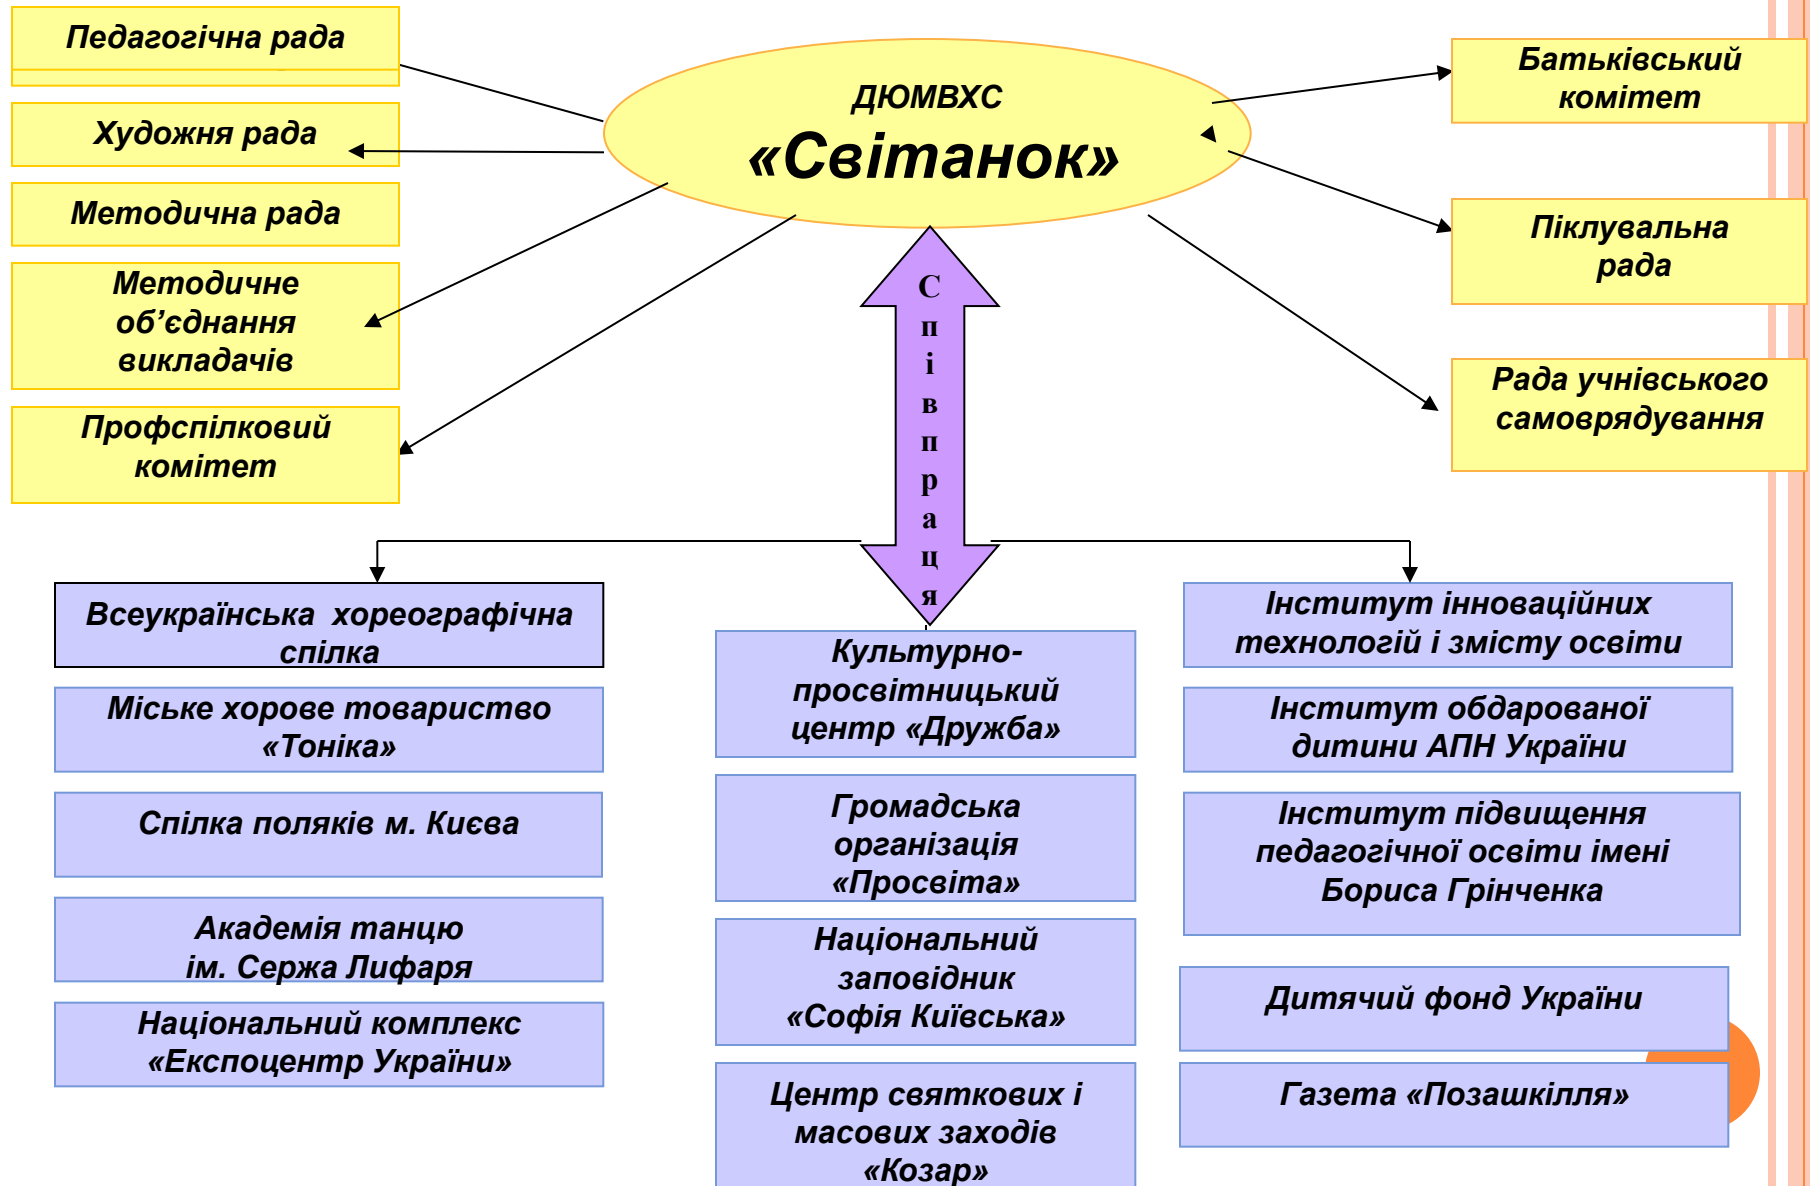 Педагогічна рада
Художня рада
Методична рада
Методичне
об’єднання
викладачів
Профспілковий
комітет
ДЮМВХС
«Світанок»
Батьківський
комітет
Піклувальна
рада
Рада учнівського
самоврядування
С
п
і
в
п
р
а
ц
я
Всеукраїнська хореографічна
спілка
Міське хорове товариство
«Тоніка»
Спілка поляків м. Києва
Академія танцю
ім. Сержа Лифаря
Національний комплекс
«Експоцентр України»
Культурно-
просвітницький
центр «Дружба»
Громадська
організація
«Просвіта»
Національний
заповідник
«Софія Київська»
Центр святкових і
масових заходів
«Козар»
Інститут інноваційних
технологій і змісту освіти
Інститут обдарованої
дитини АПН України
Інститут підвищення
педагогічної освіти імені
Бориса Грінченка
Дитячий фонд України
Газета «Позашкілля»